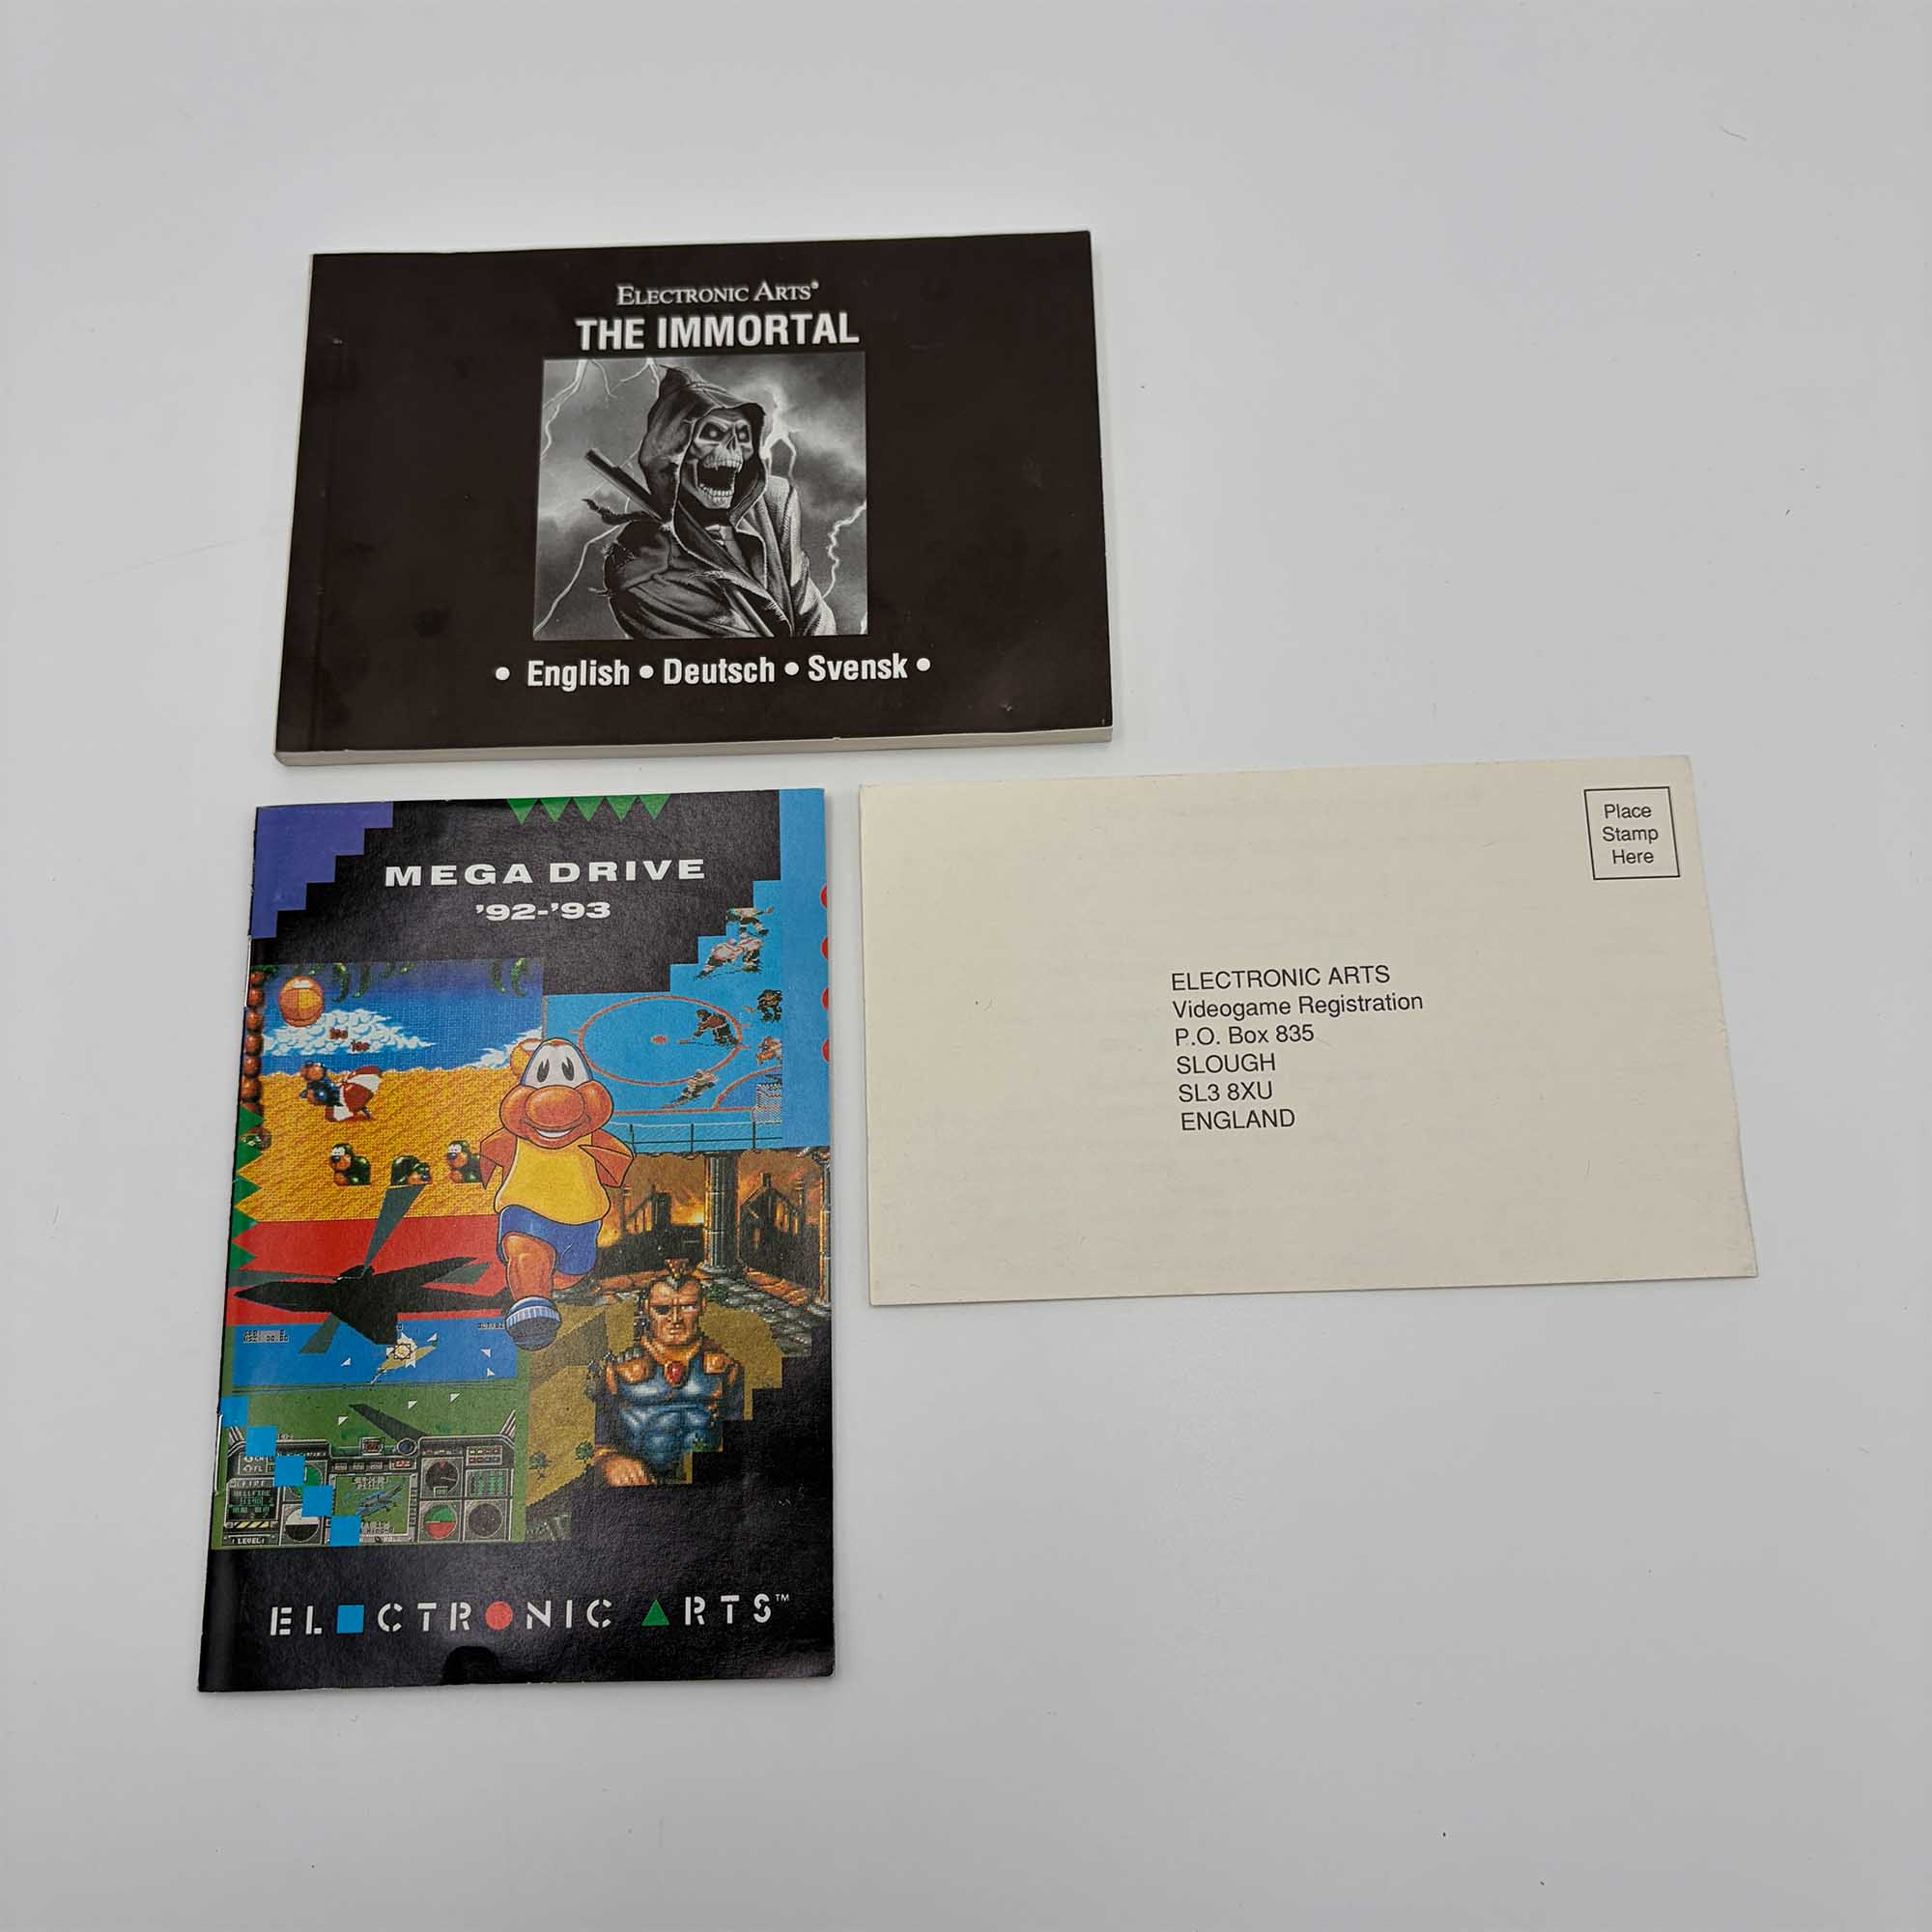 ELECTRONIC ARTS®
THE IMMORTAL
• English • Deutsch • Svensk •
MEGA DRIVE
'92-'93
ELECTRONIC ARTS™
Place
Stamp
Here
ELECTRONIC ARTS
Videogame Registration
P.O. Box 835
SLOUGH
SL3 8XU
ENGLAND